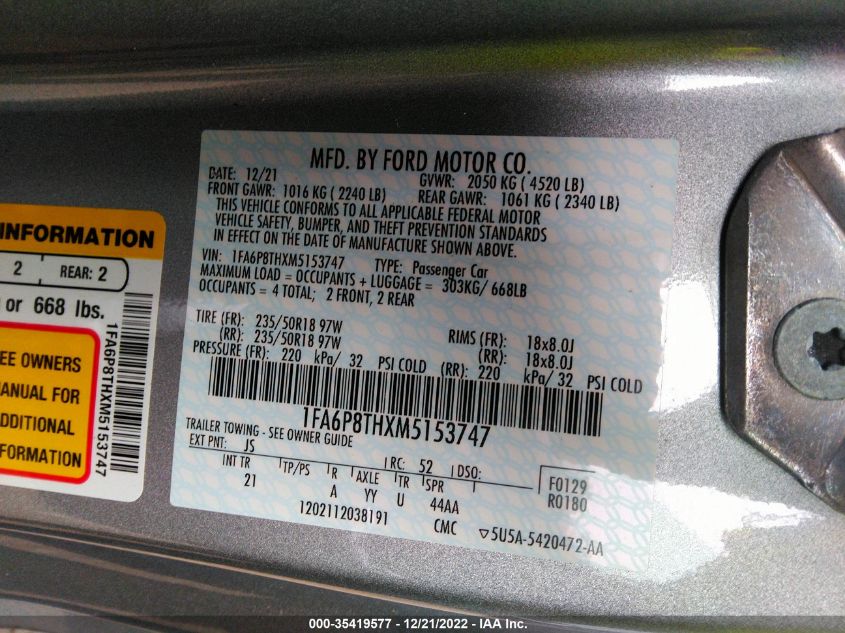 MFD. BY FORD MOTOR CO.
DATE: 12/21 GVWR: 2050 KG ( 4520 LB)
FRONT GAWR: 1016 KG ( 2240 LB) REAR GAWR: 1061 KG ( 2340 LB)
THIS VEHICLE CONFORMS TO ALL APPLICABLE FEDERAL MOTOR
VEHICLE SAFETY, BUMPER, AND THEFT PREVENTION STANDARDS
IN EFFECT ON THE DATE OF MANUFACTURE SHOWN ABOVE.
VIN: 1FA6P8THXM5153747 TYPE: Passenger Car
MAXIMUM LOAD = OCCUPANTS + LUGGAGE = 303KG/ 668LB
OCCUPANTS = 4 TOTAL; 2 FRONT, 2 REAR
TIRE (FR): 235/50R18 97W RIMS (FR): 18x8.0J
(RR): 235/50R18 97W (RR): 18x8.0J
PRESSURE (FR): 220 kPa/ 32 PSI COLD (RR): 220 kPa/ 32 PSI COLD
1FA6P8THXM5153747
TRAILER TOWING - SEE OWNER GUIDE
EXT PNT: JS RC: 52 DSO: F0129
INT TR TP/PS R AXLE TR SPR R0180
21 A YY U 44AA
1202112038191 CMC ▽5U5A-5420472-AA
INFORMATION
2 REAR: 2
or 668 lbs.
EE OWNERS
MANUAL FOR
ADDITIONAL
FORMATION
1FA6P8THXM5153747
000-35419577 - 12/21/2022 - IAA Inc.